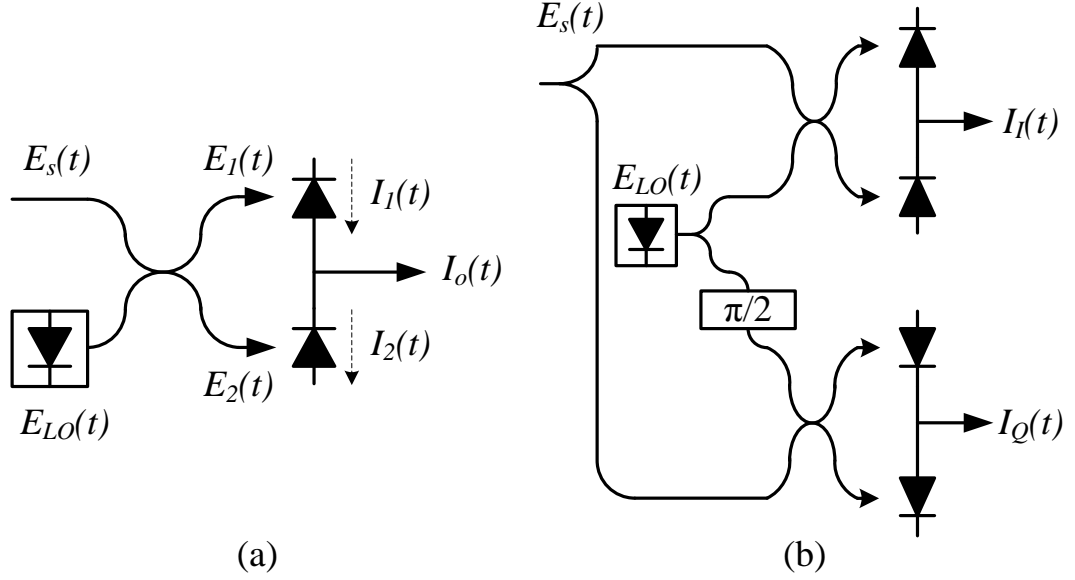 E_s(t)
E_1(t)
I_1(t)
I_o(t)
I_2(t)
E_2(t)
E_LO(t)
(a)
E_s(t)
I_I(t)
E_LO(t)
π/2
I_Q(t)
(b)